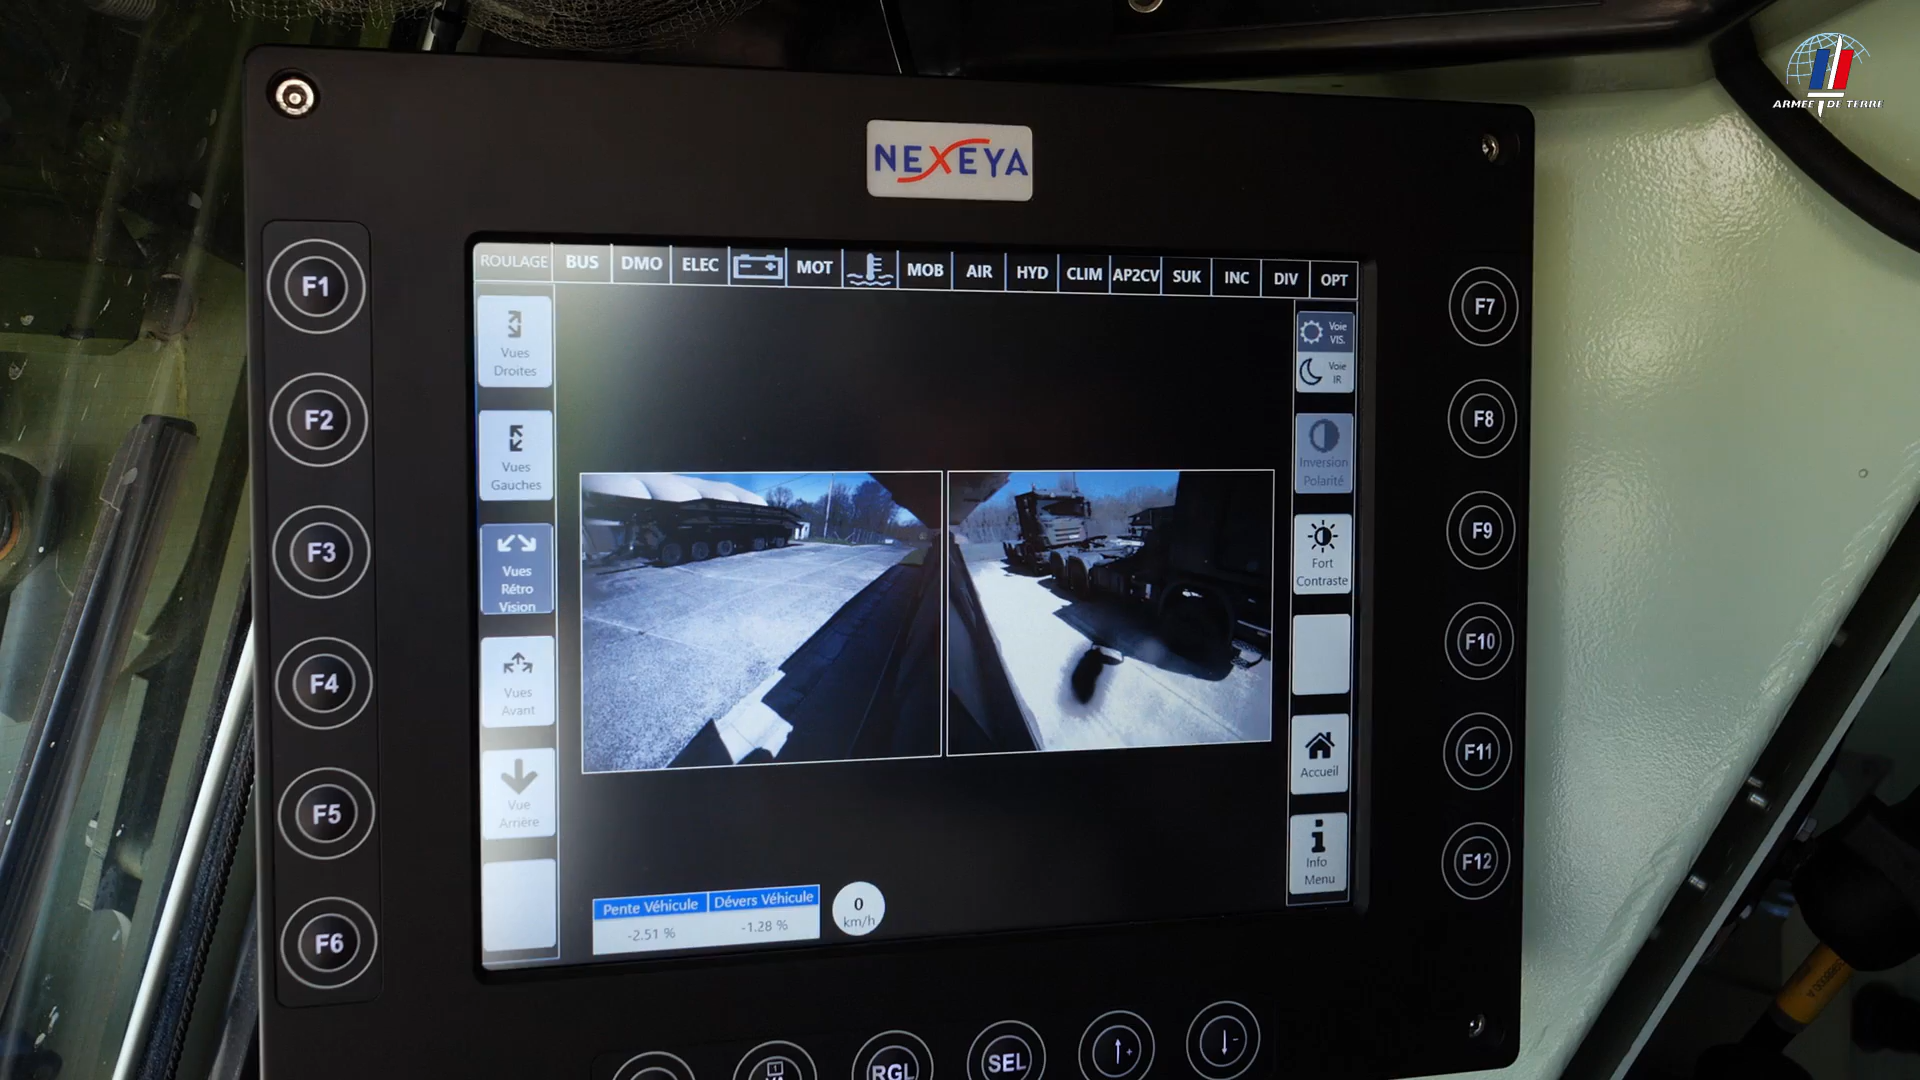 ARMEE DE TERRE
NEXEYA
ROULAGE BUS DMO ELEC MOT MOB AIR HYD CLIM AP2CV SUK INC DIV OPT
F1
F2
F3
F4
F5
F6
Vues
Droites
Vues
Gauches
Vues
Rétro
Vision
Vues
Avant
Vue
Arrière
Voie
VIS.
Voie
IR
Inversion
Polarité
Fort
Contraste
Accueil
Info
Menu
F7
F8
F9
F10
F11
F12
Pente Véhicule Dévers Véhicule
-2.51 % -1.28 %
0
km/h
RGL SEL + -